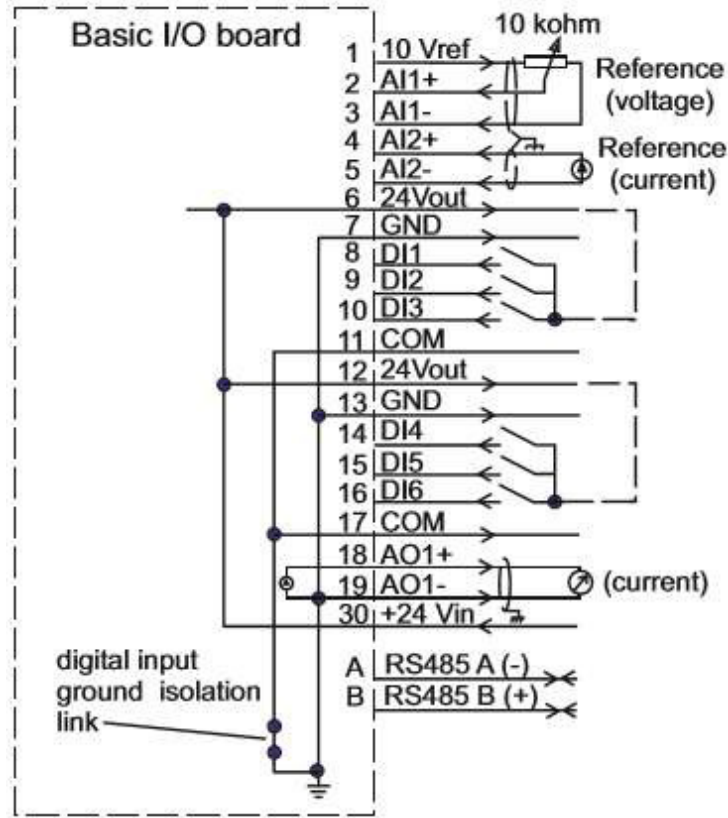 Basic I/O board
10 kohm
1 10 Vref
2 AI1+
Reference
(voltage)
3 AI1-
4 AI2+
Reference
(current)
5 AI2-
6 24Vout
7 GND
8 DI1
9 DI2
10 DI3
11 COM
12 24Vout
13 GND
14 DI4
15 DI5
16 DI6
17 COM
18 AO1+
19 AO1-
(current)
30 +24 Vin
A RS485 A (-)
B RS485 B (+)
digital input
ground isolation
link